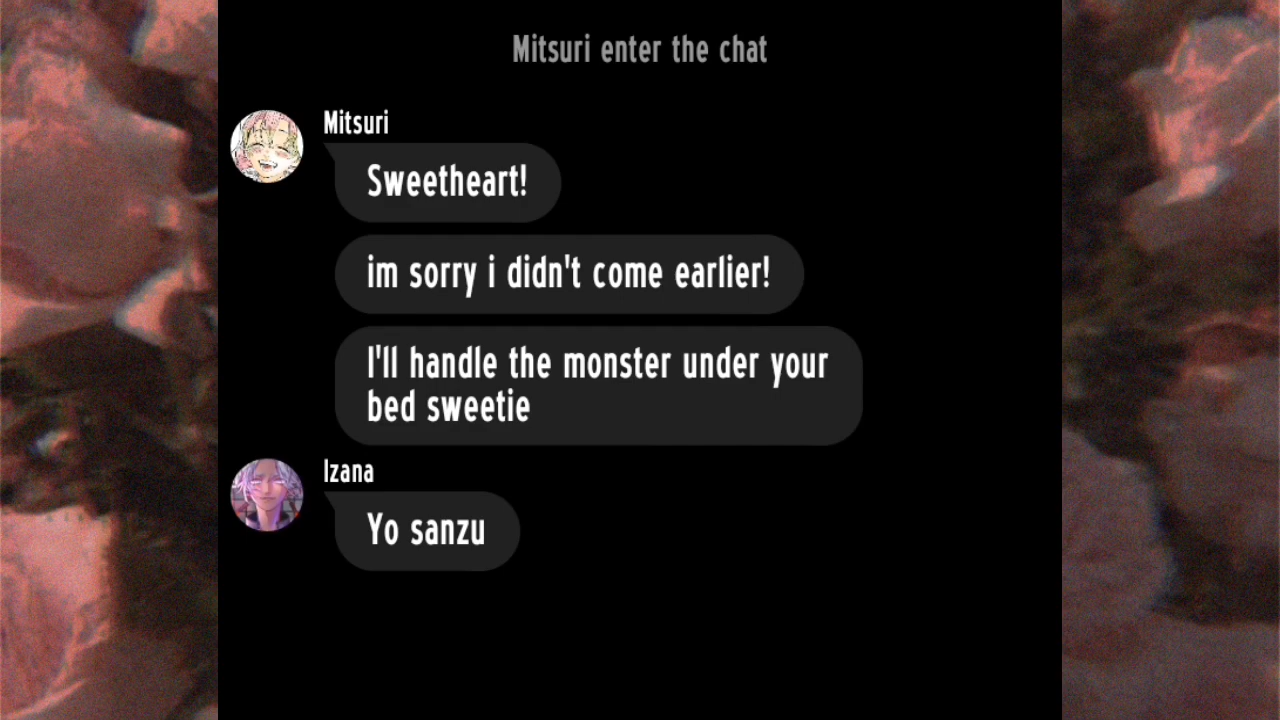 Mitsuri enter the chat
Mitsuri
Sweetheart!
im sorry i didn't come earlier!
I'll handle the monster under your
bed sweetie
Izana
Yo sanzu